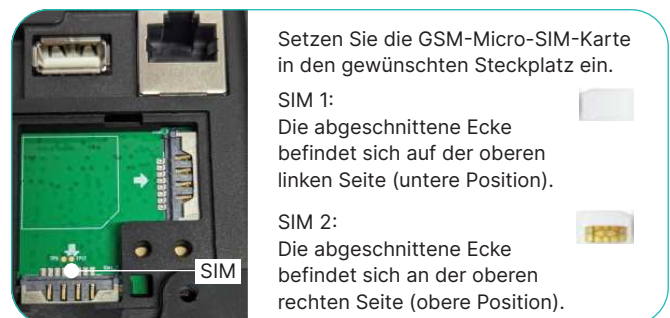 Setzen Sie die GSM-Micro-SIM-Karte
in den gewünschten Steckplatz ein.
SIM 1:
Die abgeschnittene Ecke
befindet sich auf der oberen
linken Seite (untere Position).
SIM 2:
Die abgeschnittene Ecke
befindet sich an der oberen
rechten Seite (obere Position).
SIM